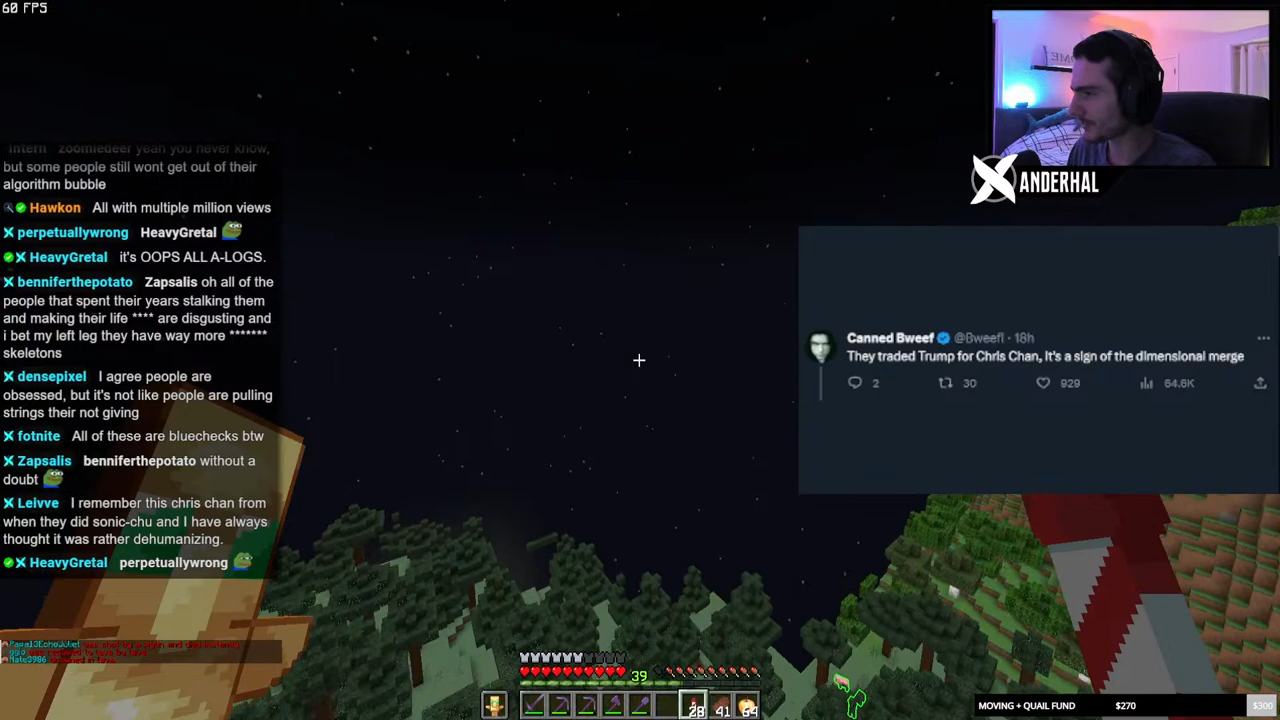 60 FPS
Intern zoomiedeer yeah you never know,
but some people still wont get out of their
algorithm bubble
Hawkon All with multiple million views
perpetuallywrong HeavyGretal
HeavyGretal it's OOPS ALL A-LOGS.
benniferthepotato Zapsalis oh all of the
people that spent their years stalking them
and making their life **** are disgusting and
i bet my left leg they have way more *******
skeletons
densepixel I agree people are
obsessed, but it's not like people are pulling
strings their not giving
fotnite All of these are bluechecks btw
Zapsalis benniferthepotato without a
doubt
Leivve I remember this chris chan from
when they did sonic-chu and I have always
thought it was rather dehumanizing.
HeavyGretal perpetuallywrong
ANDERHAL
Canned Bweef @Bweefl · 18h
They traded Trump for Chris Chan, it's a sign of the dimensional merge
2 30 929 64.6K
39
28 41 64
MOVING + QUAIL FUND $270 $300